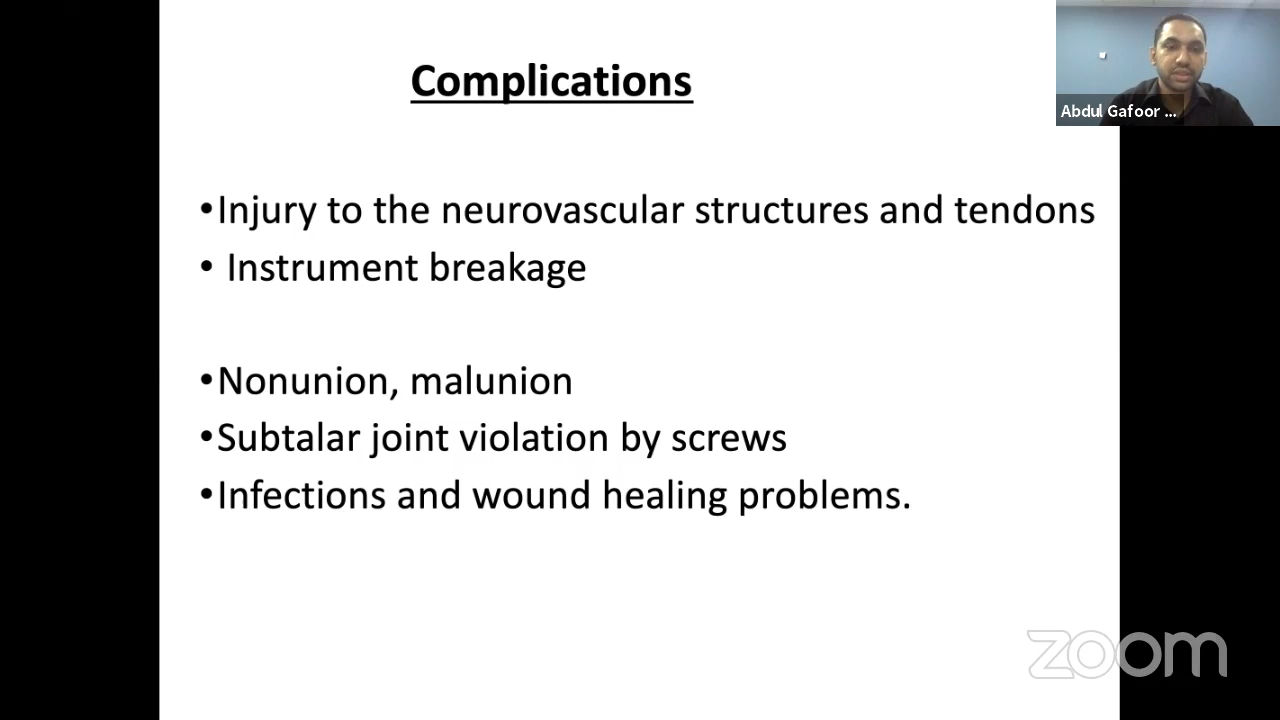 Complications
Abdul Gafoor ...
•Injury to the neurovascular structures and tendons
• Instrument breakage
•Nonunion, malunion
•Subtalar joint violation by screws
•Infections and wound healing problems.
zoom